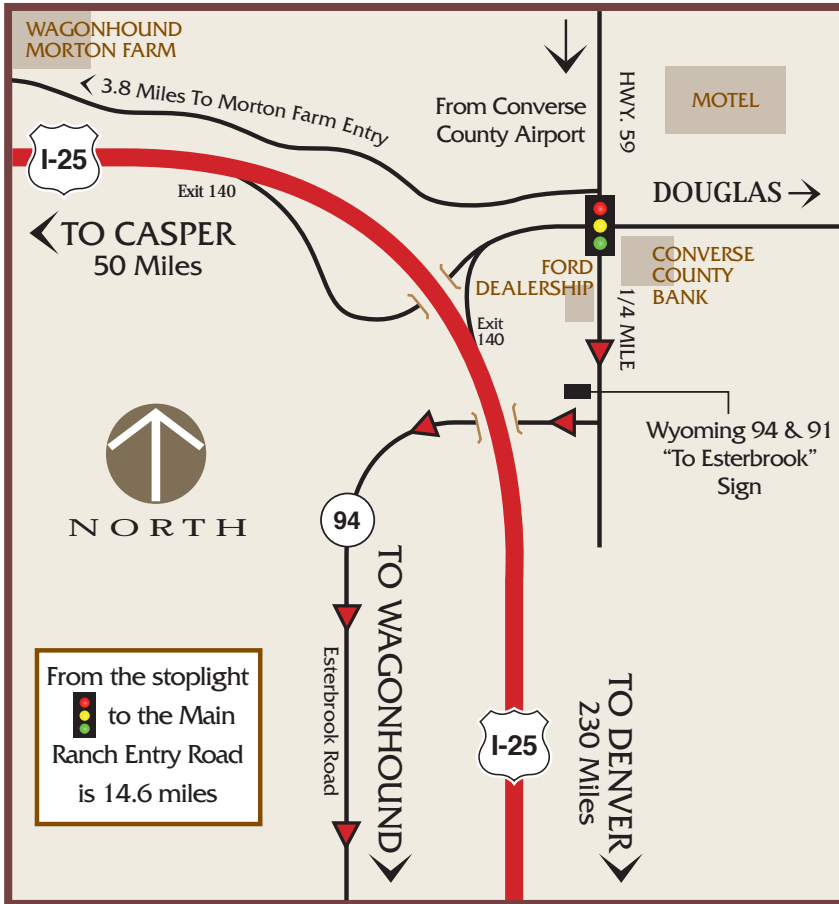 WAGONHOUND
MORTON FARM
3.8 Miles To Morton Farm Entry
From Converse
County Airport
HWY. 59
MOTEL
I-25
Exit 140
DOUGLAS
TO CASPER
50 Miles
FORD
DEALERSHIP
CONVERSE
COUNTY
BANK
1/4 MILE
Exit
140
Wyoming 94 & 91
“To Esterbrook”
Sign
NORTH
94
TO WAGONHOUND
Esterbrook Road
From the stoplight
to the Main
Ranch Entry Road
is 14.6 miles
I-25
TO DENVER
230 Miles